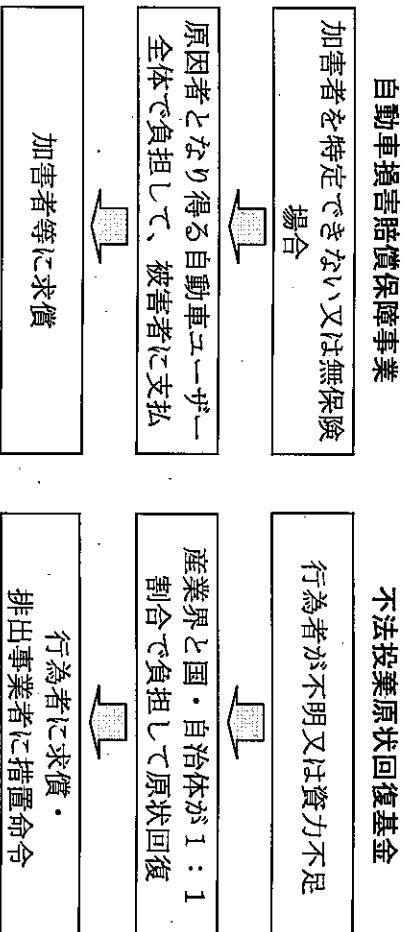 自動車損害賠償保障事業
加害者を特定できない又は無保険
場合
原因者となり得る自動車ユーザー
全体で負担して、被害者に支払
加害者等に求償
不法投棄原状回復基金
行為者が不明又は資力不足
産業界と国・自治体が1：1
割合で負担して原状回復
行為者に求償・
排出事業者に措置命令